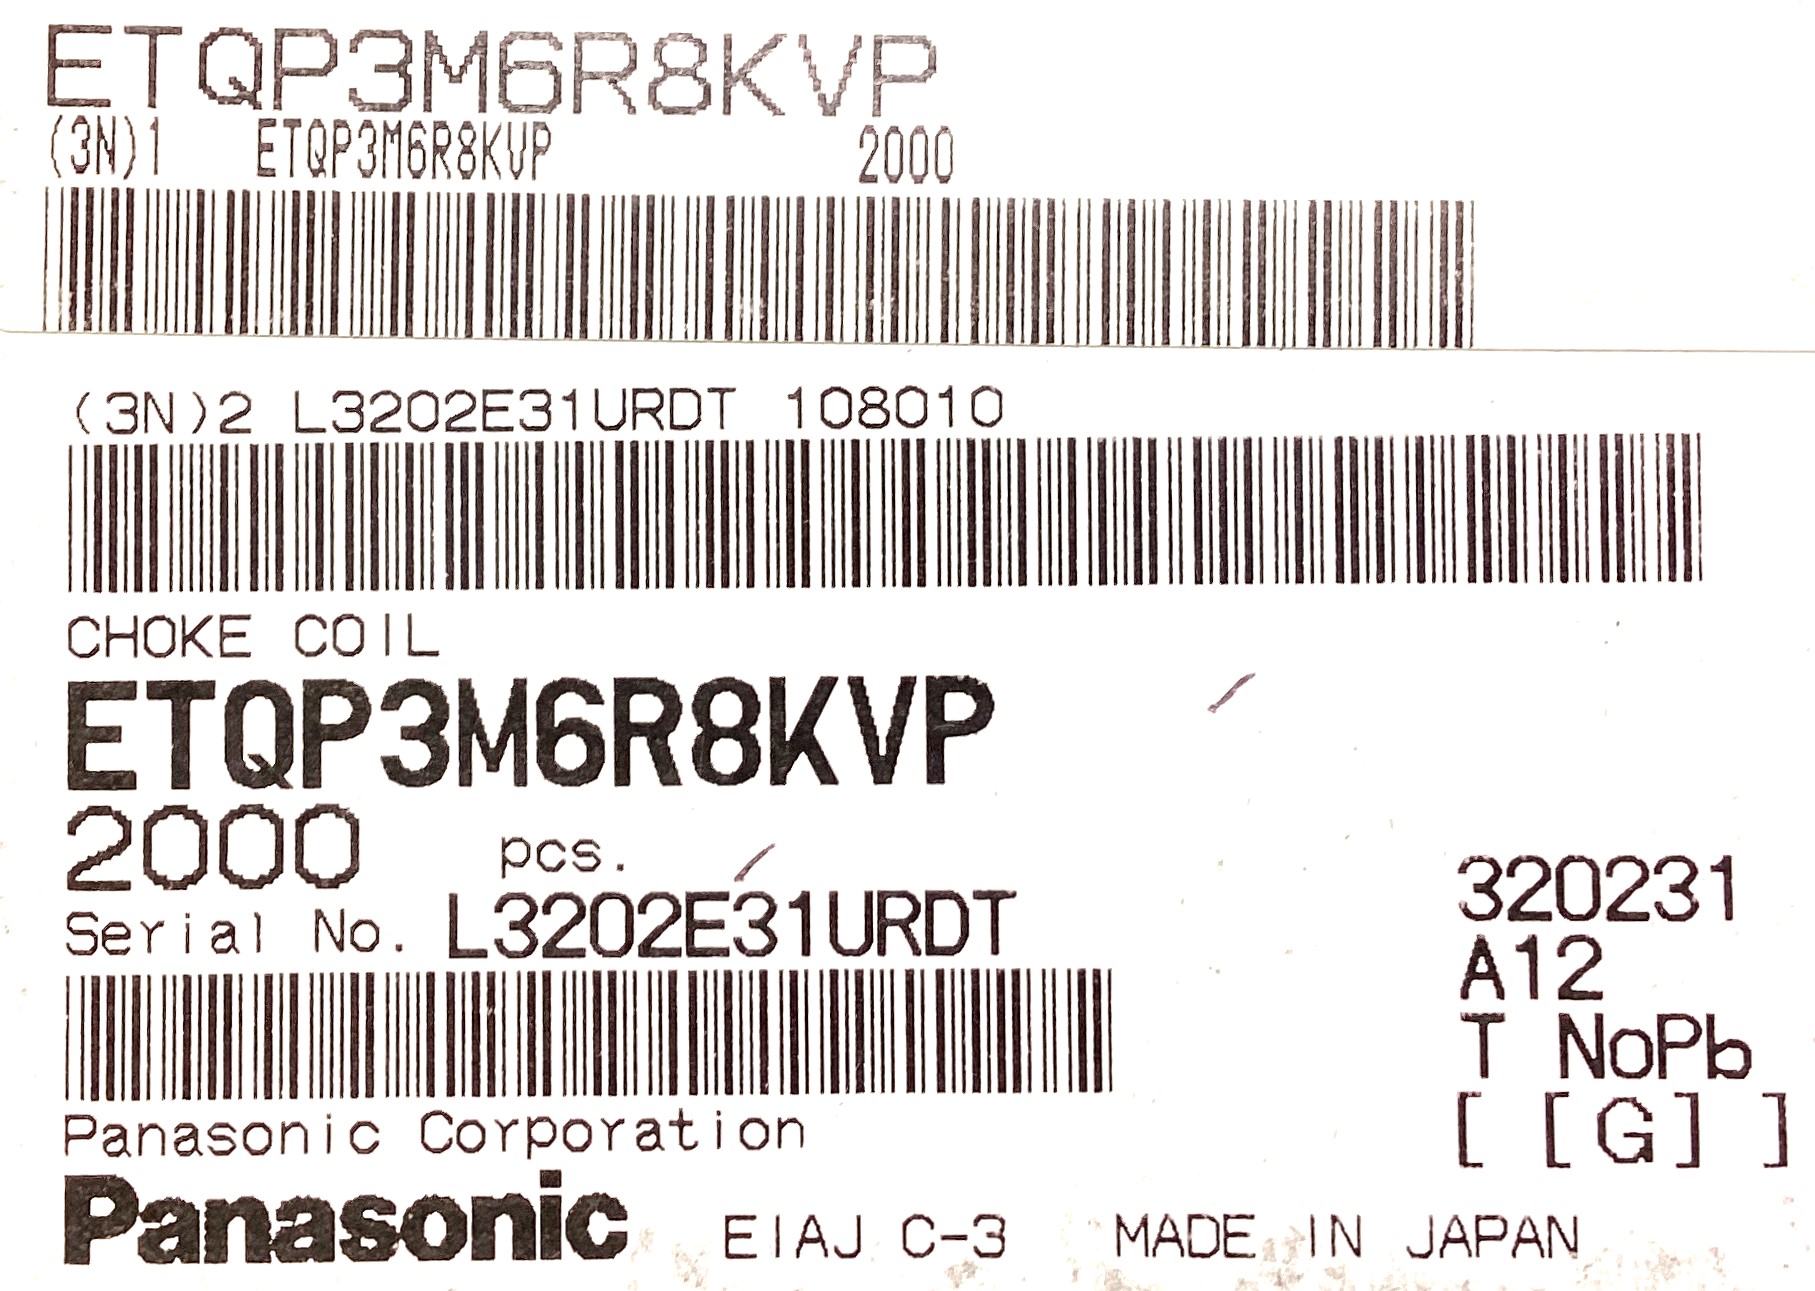 ETQP3M6R8KVP
(3N)1 ETQP3M6R8KVP 2000
(3N)2 L3202E31URDT 108010
CHOKE COIL
ETQP3M6R8KVP
2000 pcs.
Serial No. L3202E31URDT
320231
A12
T NoPb
[ [G] ]
Panasonic Corporation
Panasonic EIAJ C-3 MADE IN JAPAN